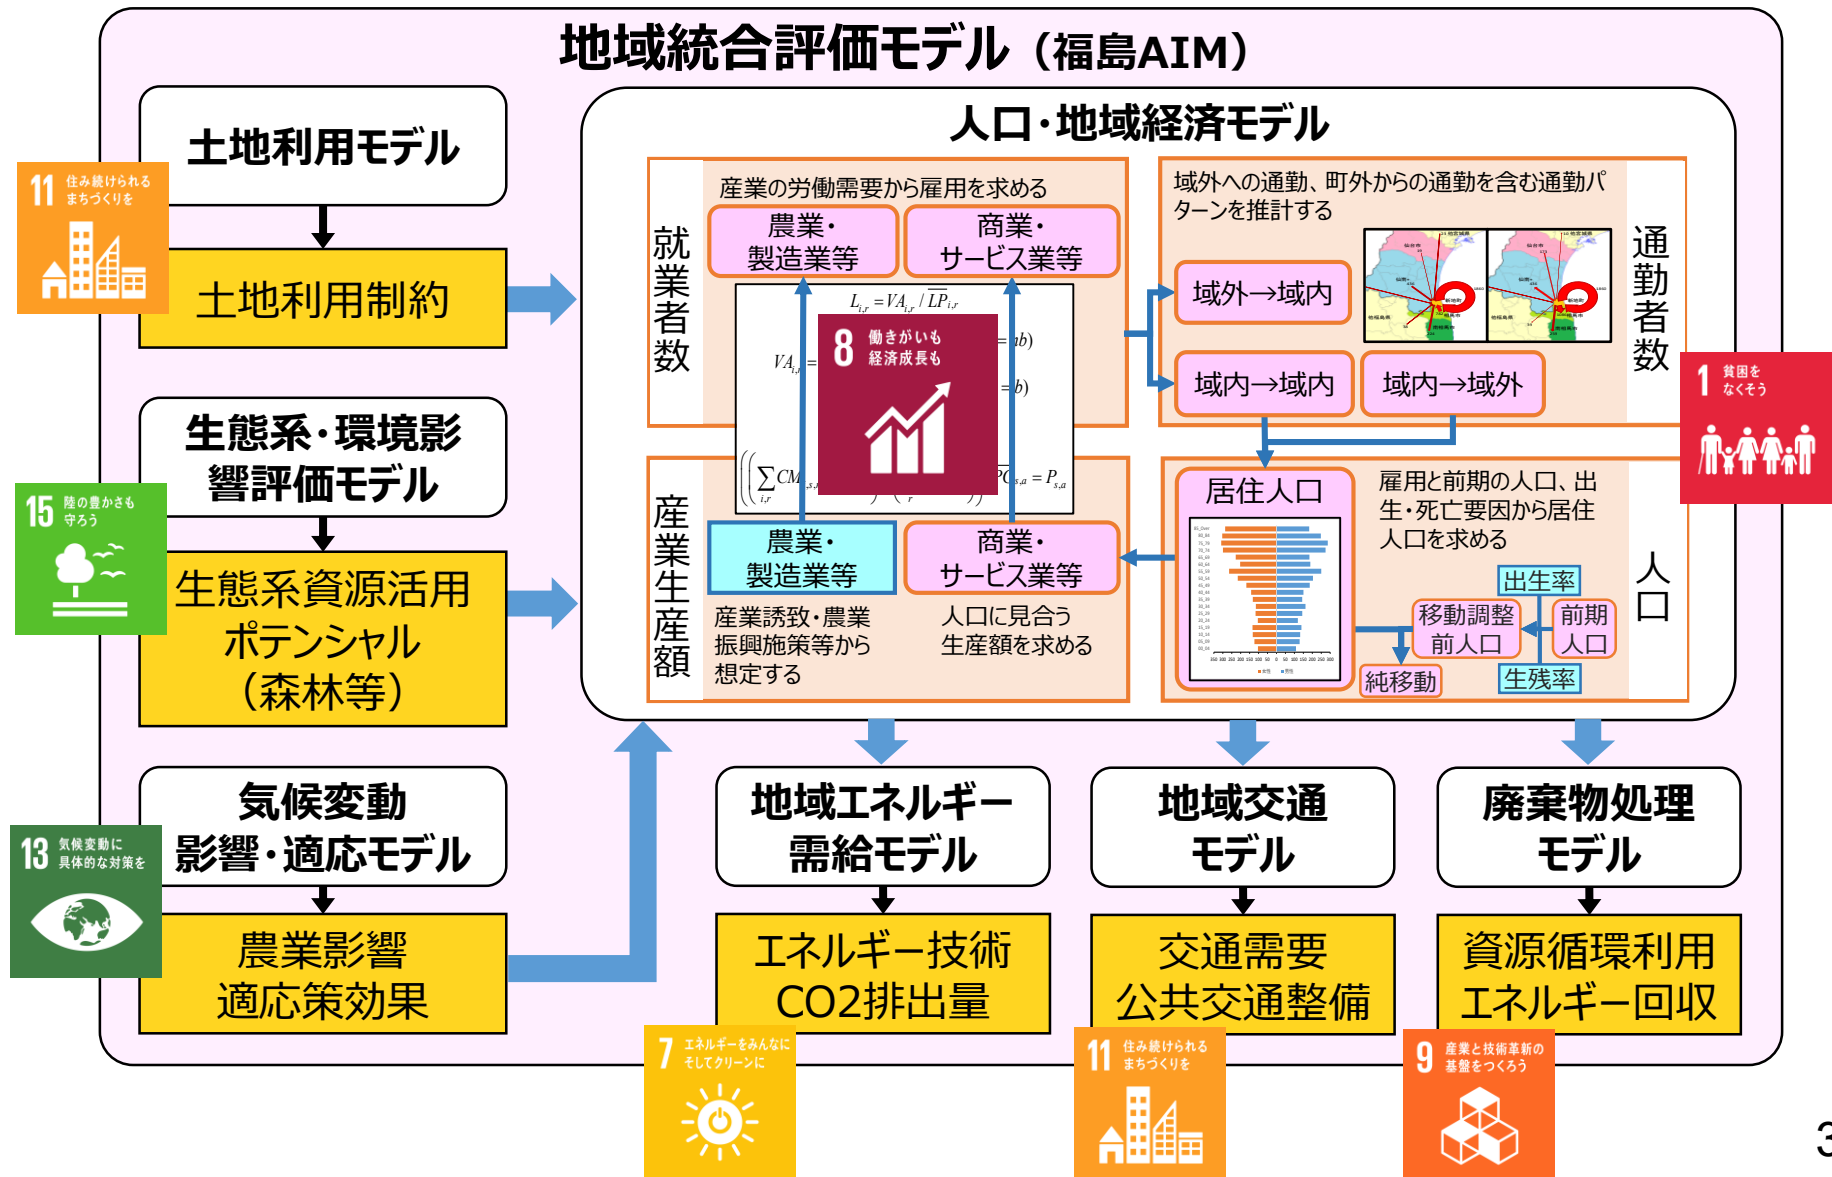 地域統合評価モデル（福島AIM）
土地利用モデル
11 住み続けられる
まちづくりを
土地利用制約
生態系・環境影
響評価モデル
15 陸の豊かさも
守ろう
生態系資源活用
ポテンシャル
（森林等）
気候変動
影響・適応モデル
13 気候変動に
具体的な対策を
農業影響
適応策効果
人口・地域経済モデル
就業者数
産業の労働需要から雇用を求める
農業・
製造業等
商業・
サービス業等
8 働きがいも
経済成長も
産業生産額
農業・
製造業等
商業・
サービス業等
産業誘致・農業
振興施策等から
想定する
人口に見合う
生産額を求める
域外への通勤、町外からの通勤を含む通勤パ
ターンを推計する
通勤者数
域外→域内
域内→域内
域内→域外
1 貧困を
なくそう
居住人口
雇用と前期の人口、出
生・死亡要因から居住
人口を求める
人口
出生率
移動調整
前人口
前期
人口
純移動
生残率
地域エネルギー
需給モデル
エネルギー技術
CO2排出量
7 エネルギーをみんなに
そしてクリーンに
地域交通
モデル
交通需要
公共交通整備
11 住み続けられる
まちづくりを
廃棄物処理
モデル
資源循環利用
エネルギー回収
9 産業と技術革新の
基盤をつくろう
3